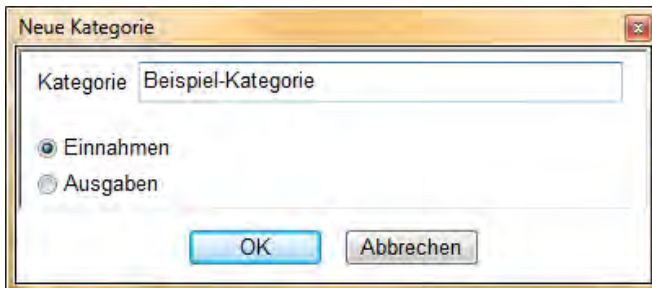 Neue Kategorie
Kategorie Beispiel-Kategorie
Einnahmen
Ausgaben
OK Abbrechen